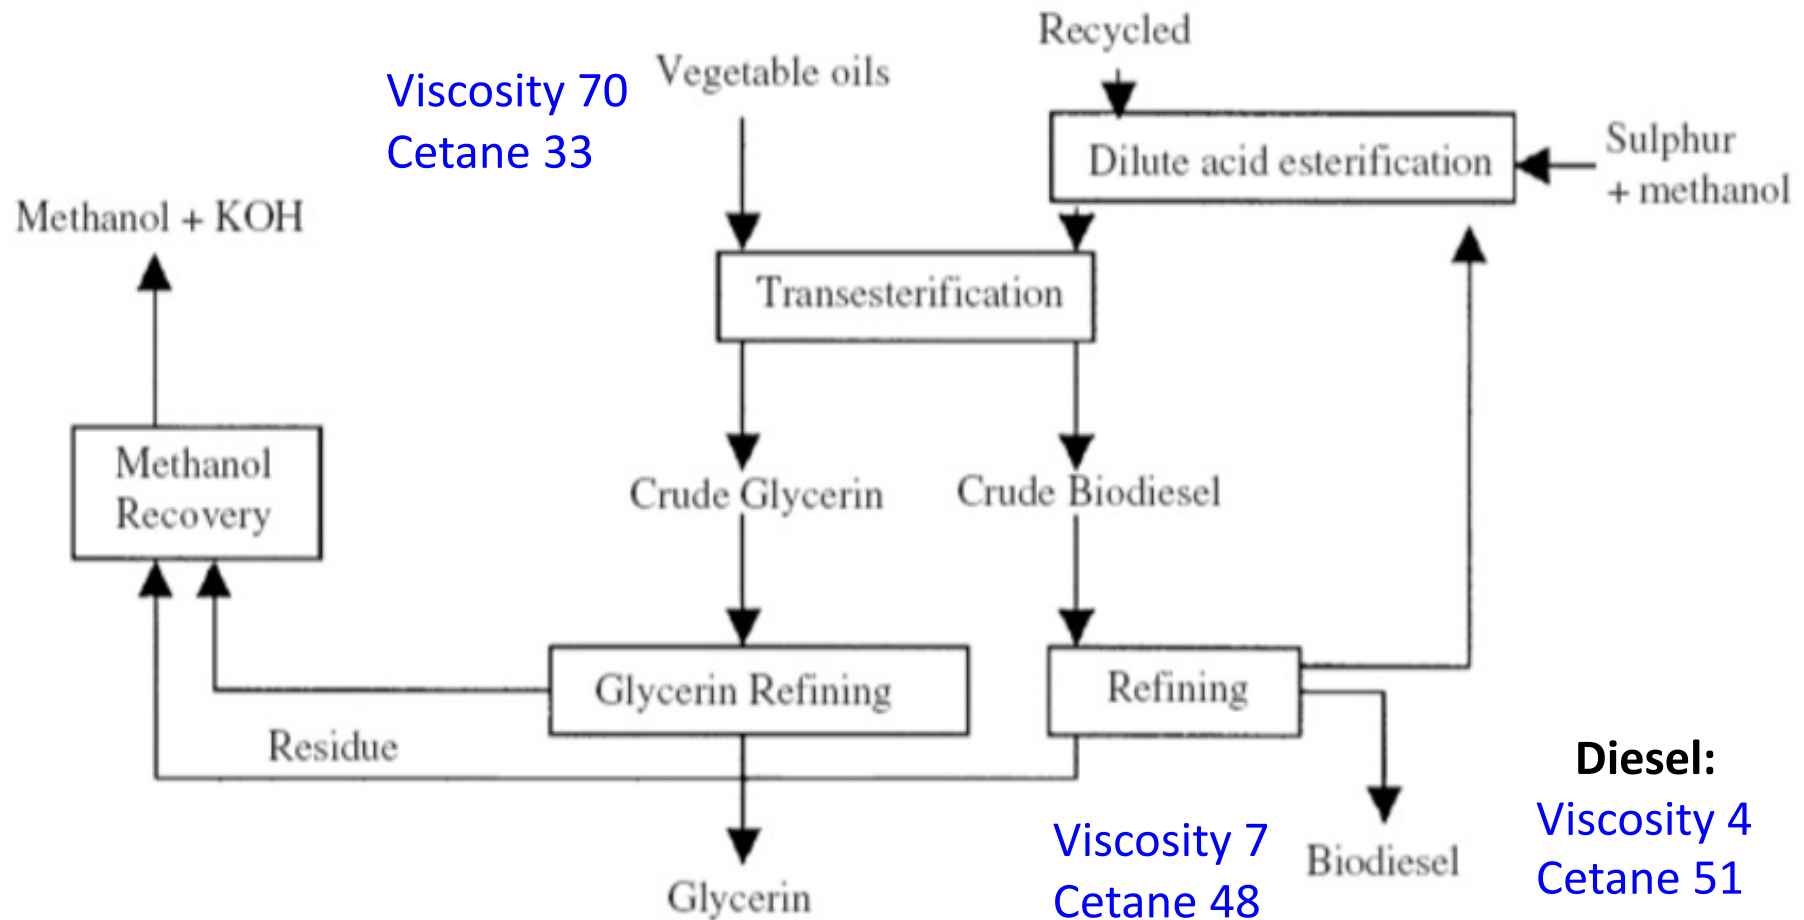 Recycled
Viscosity 70
Cetane 33
Vegetable oils
Dilute acid esterification
Sulphur
+ methanol
Methanol + KOH
Transesterification
Methanol
Recovery
Crude Glycerin
Crude Biodiesel
Glycerin Refining
Refining
Residue
Glycerin
Viscosity 7
Cetane 48
Biodiesel
Diesel:
Viscosity 4
Cetane 51